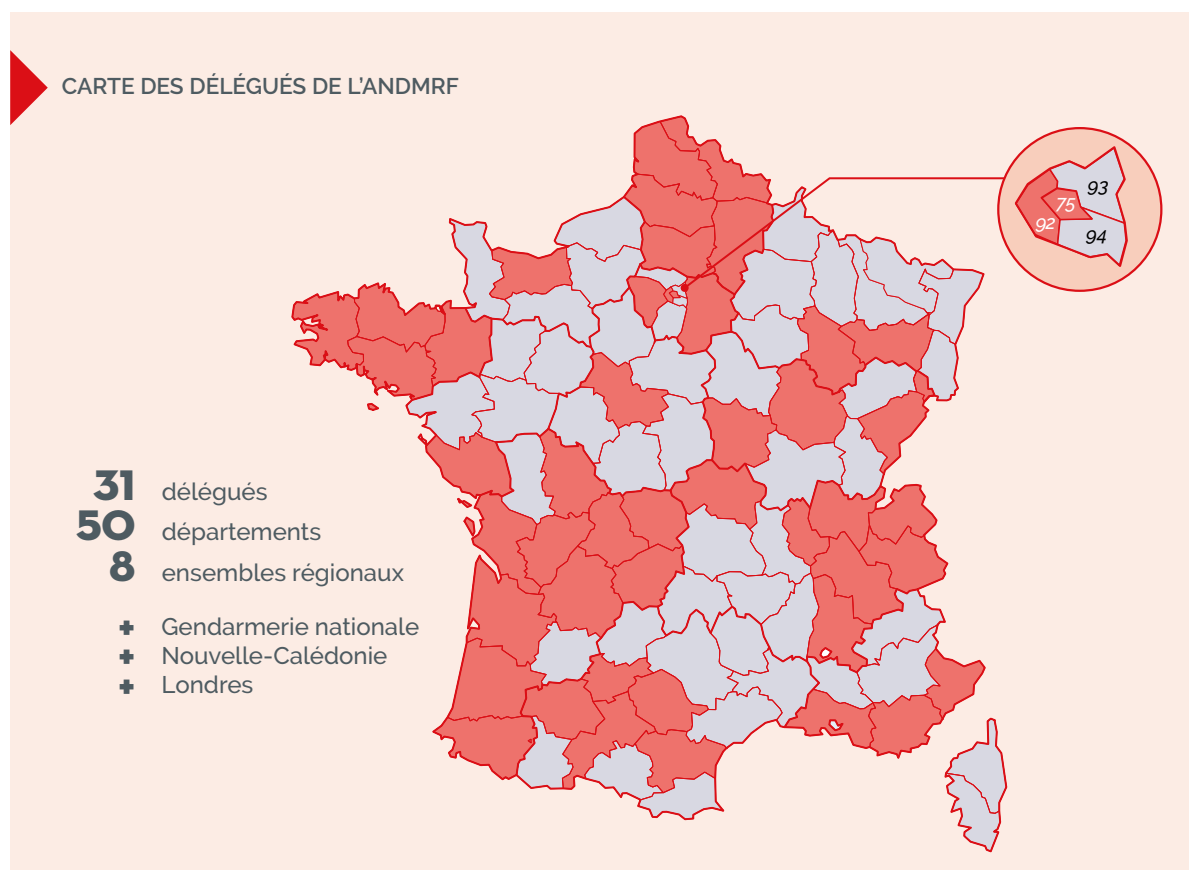 CARTE DES DÉLÉGUÉS DE L'ANDMRF
93
75
92
94
31 délégués
50 départements
8 ensembles régionaux
+ Gendarmerie nationale
+ Nouvelle-Calédonie
+ Londres